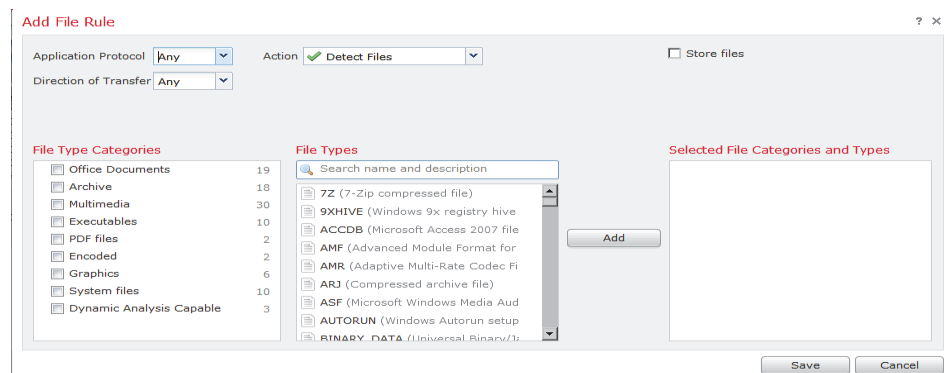 Add File Rule
? ×
Application Protocol Any
Action Detect Files
Store files
Direction of Transfer Any
File Type Categories
Office Documents 19
Archive 18
Multimedia 30
Executables 10
PDF files 2
Encoded 2
Graphics 6
System files 10
Dynamic Analysis Capable 3
File Types
Search name and description
7Z (7-Zip compressed file)
9XHIVE (Windows 9x registry hive
ACCDB (Microsoft Access 2007 file
AMF (Advanced Module Format for
AMR (Adaptive Multi-Rate Codec Fi
ARJ (Compressed archive file)
ASF (Microsoft Windows Media Aud
AUTORUN (Windows Autorun setup
BINARY_DATA (Universal Binary/Ja
Add
Selected File Categories and Types
Save
Cancel